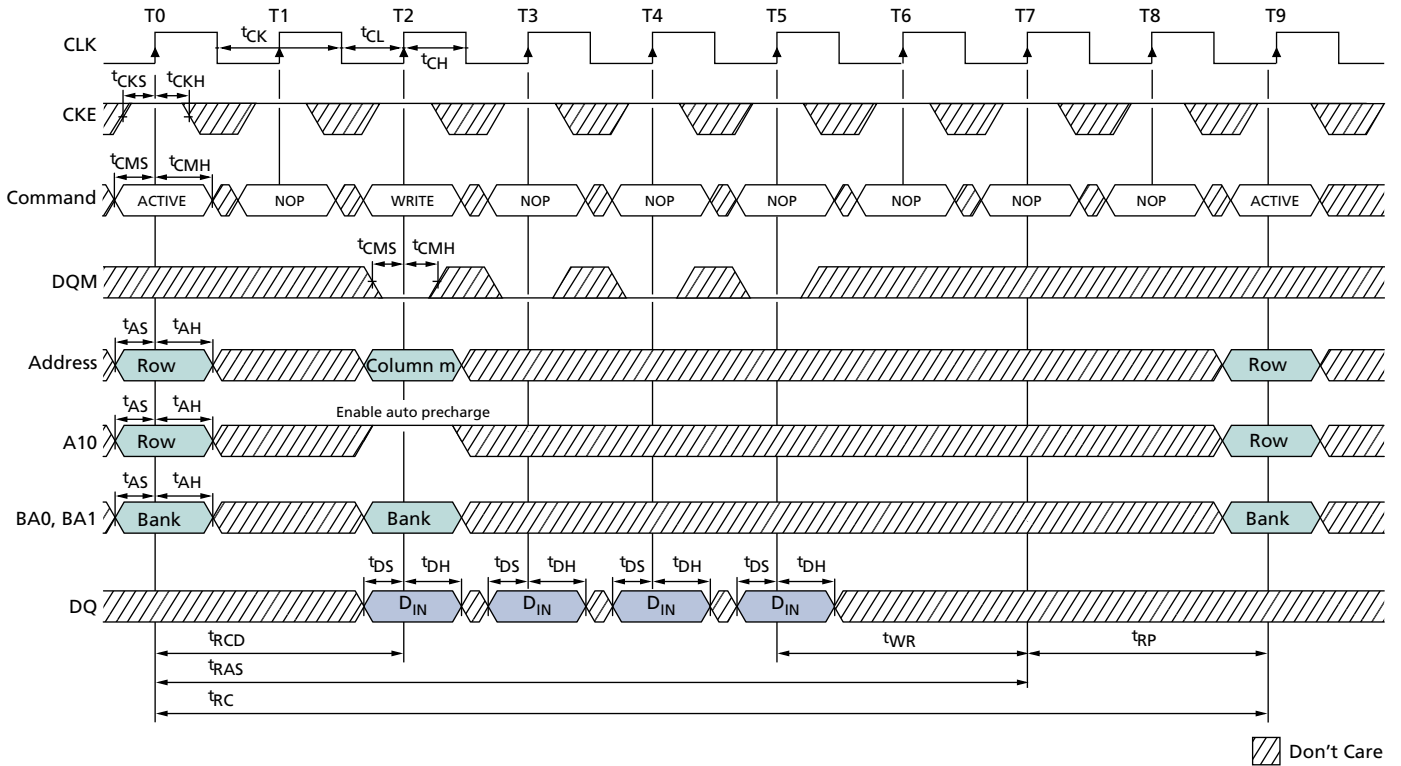 T0 T1 T2 T3 T4 T5 T6 T7 T8 T9
CLK tCK tCL tCH
tCKS tCKH
CKE
tCMS tCMH
Command ACTIVE NOP WRITE NOP NOP NOP NOP NOP NOP ACTIVE
tCMS tCMH
DQM
tAS tAH
Address Row Column m Row
tAS tAH Enable auto precharge
A10 Row Row
tAS tAH
BA0, BA1 Bank Bank Bank
tDS tDH tDS tDH tDS tDH tDS tDH
DQ DIN DIN DIN DIN
tRCD tWR tRP
tRAS
tRC
Don't Care